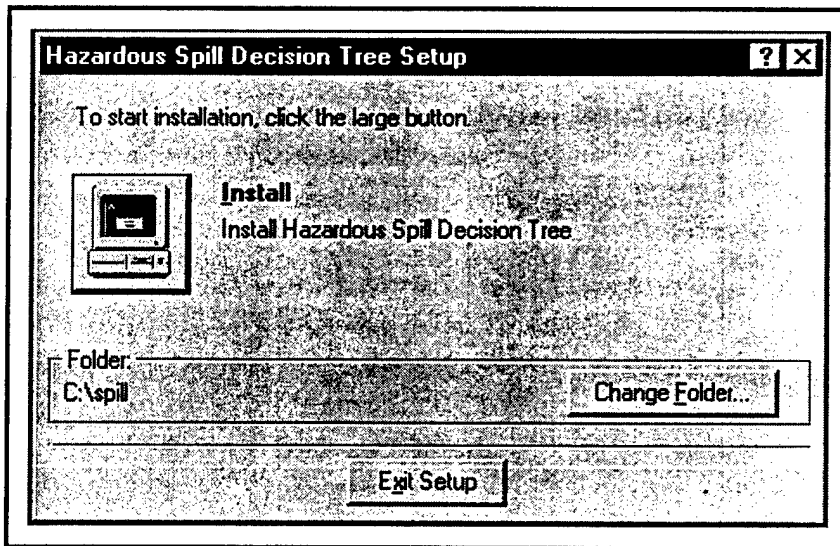 Hazardous Spill Decision Tree Setup ? X
To start installation, click the large button.
Install
Install Hazardous Spill Decision Tree
Folder:
C:\spill
Change Folder...
Exit Setup